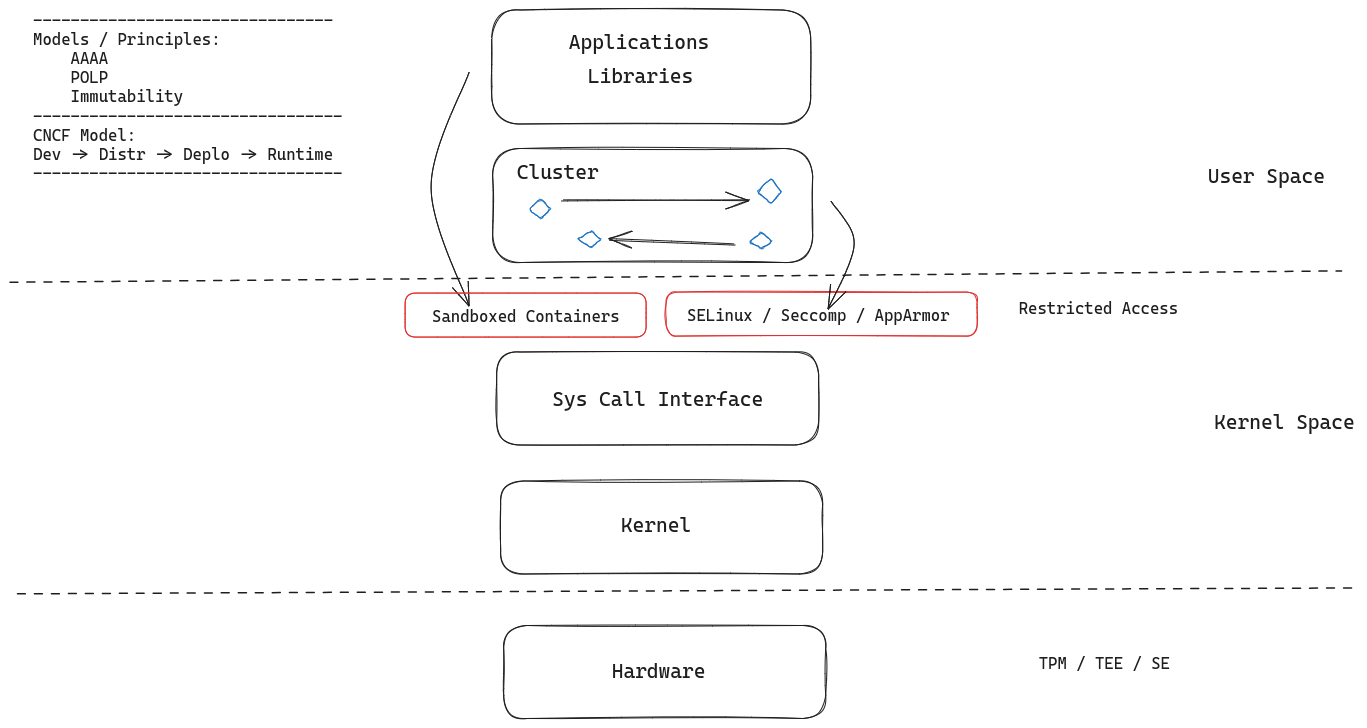 Models / Principles:
AAAA
POLP
Immutability
CNCF Model:
Dev → Distr → Deplo → Runtime
Applications
Libraries
Cluster
User Space
Sandboxed Containers
SELinux / Seccomp / AppArmor
Restricted Access
Sys Call Interface
Kernel Space
Kernel
Hardware
TPM / TEE / SE